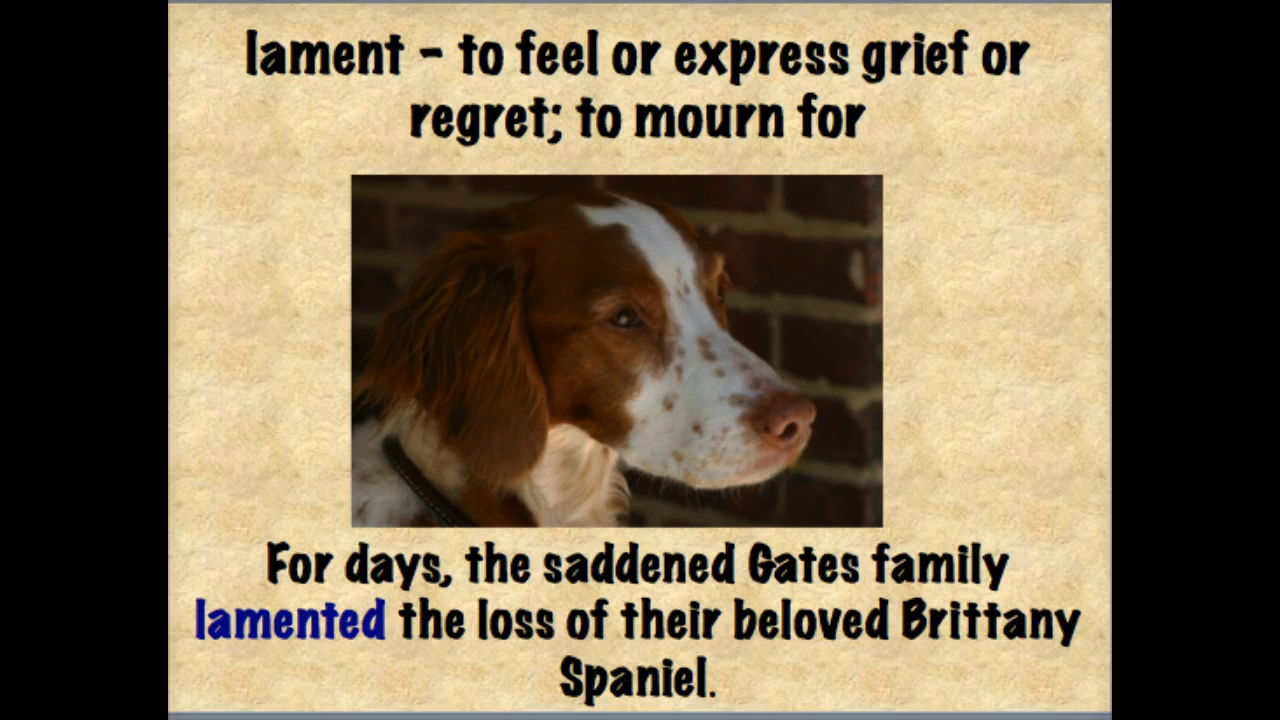 lament - to feel or express grief or
regret; to mourn for
For days, the saddened Gates family
lamented the loss of their beloved Brittany
Spaniel.